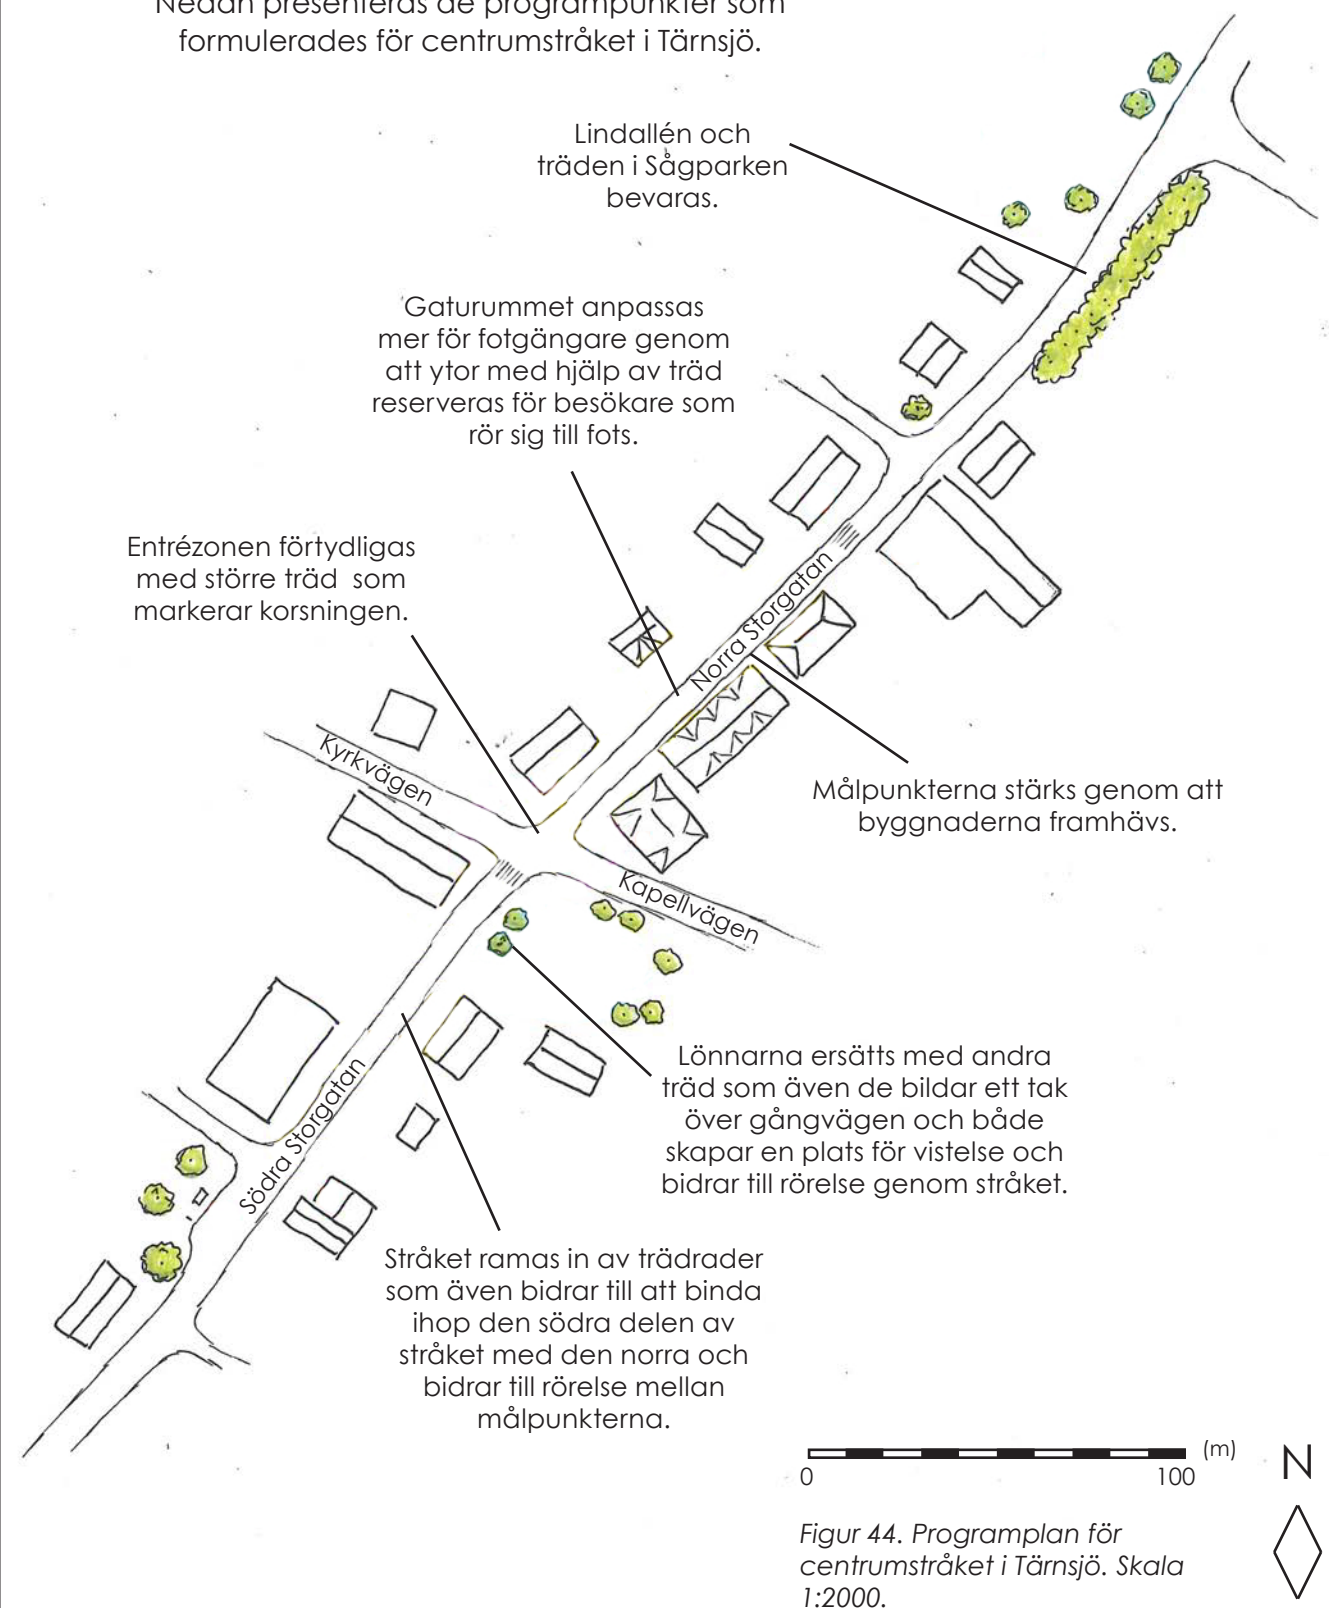 Nedan presenteras de programpunkter som
formulerades för centrumstråket i Tärnsjö.
Lindallén och
träden i Sågparken
bevaras.
Gaturummet anpassas
mer för fotgängare genom
att ytor med hjälp av träd
reserveras för besökare som
rör sig till fots.
Entrézonen förtydligas
med större träd som
markerar korsningen.
Norra Storgatan
Kyrkvägen
Målpunkterna stärks genom att
byggnaderna framhävs.
Kapellvägen
Lönnarna ersätts med andra
träd som även de bildar ett tak
över gångvägen och både
skapar en plats för vistelse och
bidrar till rörelse genom stråket.
Södra Storgatan
Stråket ramas in av trädrader
som även bidrar till att binda
ihop den södra delen av
stråket med den norra och
bidrar till rörelse mellan
målpunkterna.
(m)
0 100
N
Figur 44. Programplan för
centrumstråket i Tärnsjö. Skala
1:2000.